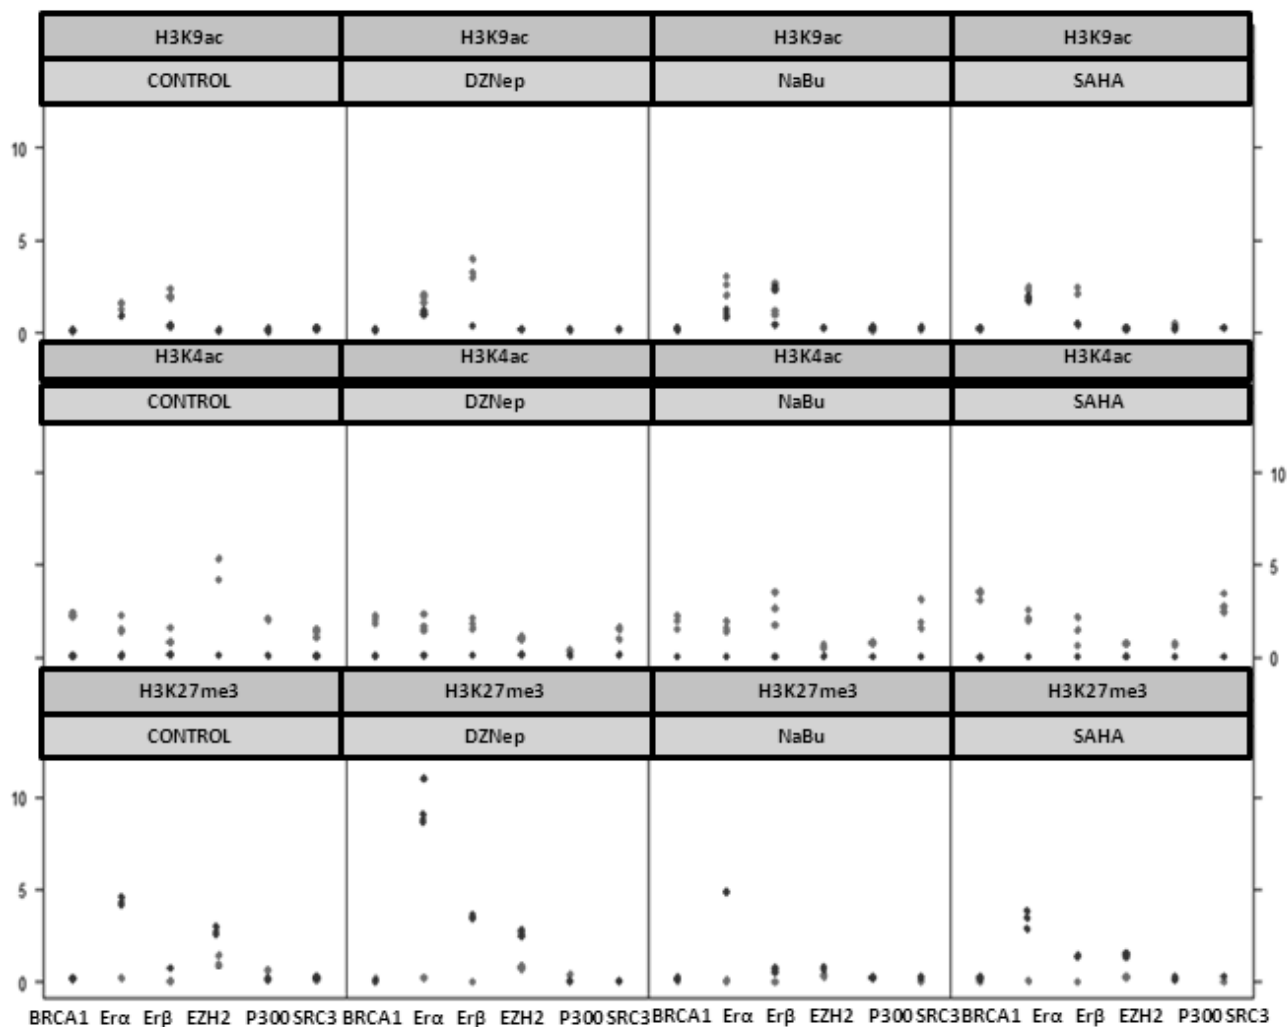 H3K9ac H3K9ac H3K9ac H3K9ac
CONTROL DZNep NaBu SAHA
10
5
0
H3K4ac H3K4ac H3K4ac H3K4ac
CONTROL DZNep NaBu SAHA
10
5
0
H3K27me3 H3K27me3 H3K27me3 H3K27me3
CONTROL DZNep NaBu SAHA
10
5
0
BRCA1 Erα Erβ EZH2 P300 SRC3 BRCA1 Erα Erβ EZH2 P300 SRC3 BRCA1 Erα Erβ EZH2 P300 SRC3 BRCA1 Erα Erβ EZH2 P300 SRC3